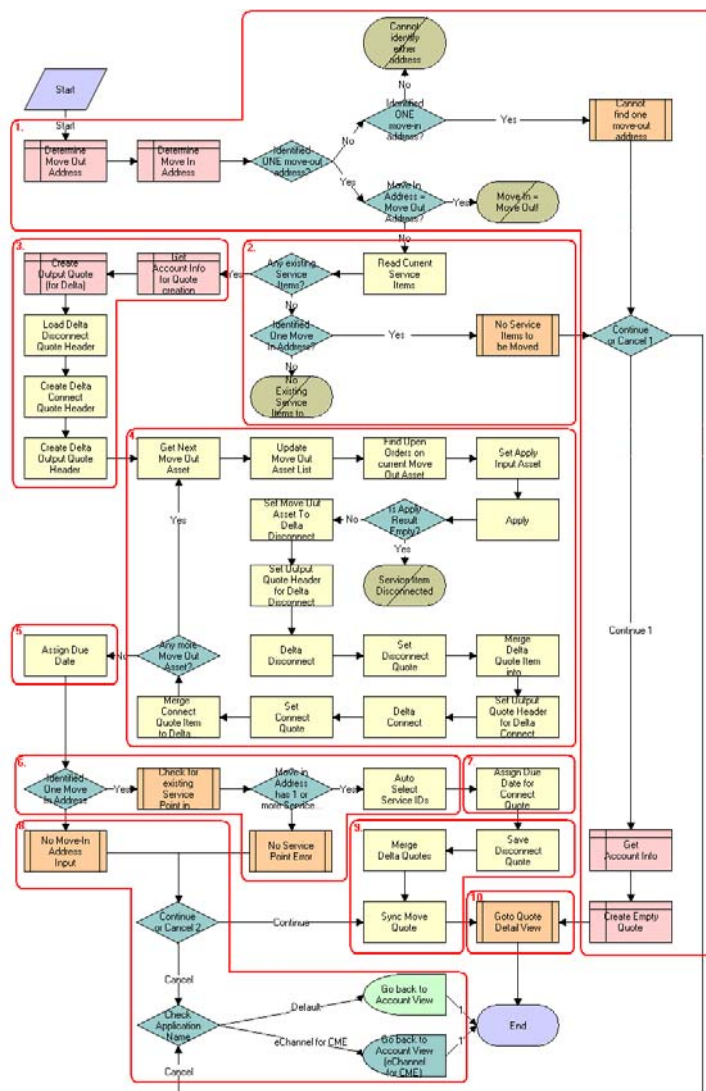 Cannot
identify
either
address
Start
Start
No
1.
Determine
Move Out
Address
Determine
Move In
Address
Identified
ONE move-out
address?
No
Yes
Identified
ONE
move-in
address?
Yes
Cannot
find one
move-out
address
Move In
Address =
Move Out
Address?
Yes
Move In =
Move Out!
No
3.
Create
Output Quote
(for Delta)
Get
Account Info
for Quote
creation
Yes
2.
Any existing
Service
Items?
Read Current
Service
Items
No
Load Delta
Disconnect
Quote Header
Identified
One Move
In Address?
Yes
No Service
Items to
be Moved
Continue
or Cancel 1
No
Create Delta
Connect
Quote Header
No
Existing
Service
Items to
Create Delta
Output Quote
Header
4
Get Next
Move Out
Asset
Update
Move Out
Asset List
Find Open
Orders on
current Move
Out Asset
Set Apply
Input Asset
Yes
Set Move Out
Asset To
Delta
Disconnect
No
Is Apply
Result
Empty?
Apply
Yes
Set Output
Quote Header
for Delta
Disconnect
Service Item
Disconnected
Continue 1
5
Assign Due
Date
No
Any more
Move Out
Asset?
Delta
Disconnect
Set
Disconnect
Quote
Merge
Delta
Quote Item
into
Merge
Connect
Quote Item
to Delta
Set
Connect
Quote
Delta
Connect
Set Output
Quote Header
for Delta
Connect
6
Identified
One Move
In Address
Yes
Check for
existing
Service
Point in
Move in
Address
has 1 or
more Service...
Yes
Auto
Select
Service IDs
7
Assign Due
Date for
Connect
Quote
8
No Move-In
Address
Input
No Service
Point Error
9.
Merge
Delta Quotes
Save
Disconnect
Quote
Get
Account Info
Continue
or Cancel 2
Continue
Sync Move
Quote
10
Goto Quote
Detail View
Create Empty
Quote
Cancel
Check
Application
Name
Default
Go back to
Account View
1
End
eChannel for CME
Go back to
Account View
(eChannel
for CME)
1
Cancel